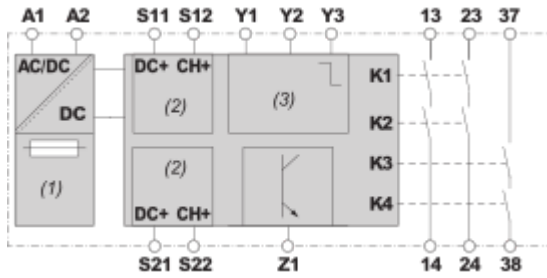 A1 A2 S11 S12 Y1 Y2 Y3 13 23 37
AC/DC DC+ CH+
K1
(2) (3)
DC
K2
(2)
K3
(1)
K4
DC+ CH+
S21 S22 Z1 14 24 38